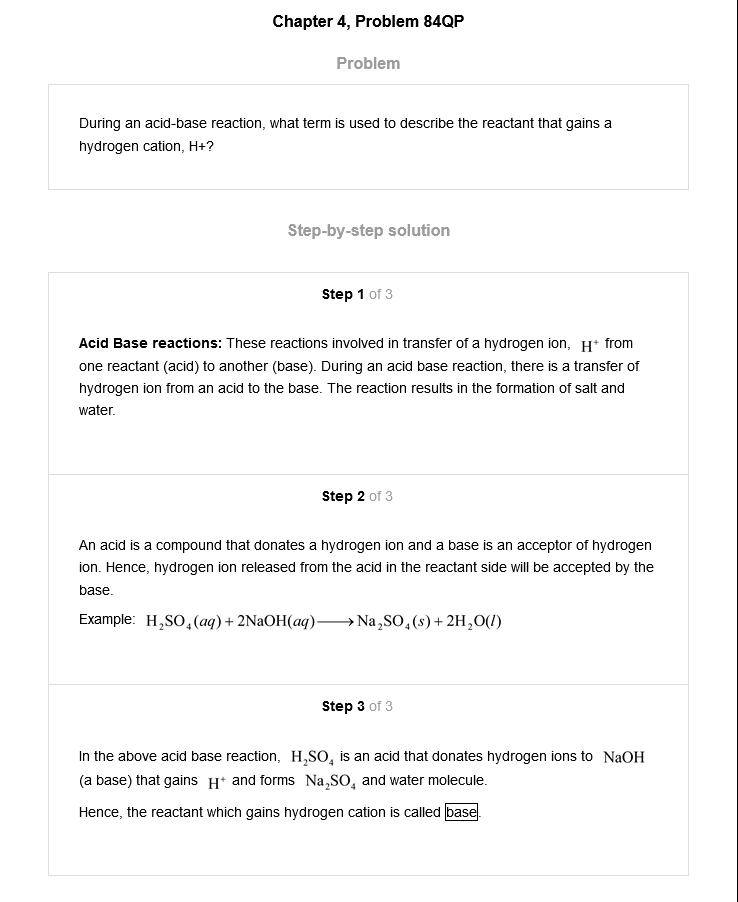 Chapter 4, Problem 84QP
Problem
During an acid-base reaction, what term is used to describe the reactant that gains a
hydrogen cation, H+?
Step-by-step solution
Step 1 of 3
Acid Base reactions: These reactions involved in transfer of a hydrogen ion, H⁺ from
one reactant (acid) to another (base). During an acid base reaction, there is a transfer of
hydrogen ion from an acid to the base. The reaction results in the formation of salt and
water.
Step 2 of 3
An acid is a compound that donates a hydrogen ion and a base is an acceptor of hydrogen
ion. Hence, hydrogen ion released from the acid in the reactant side will be accepted by the
base.
Example: H₂SO₄(aq) + 2NaOH(aq) ⟶ Na₂SO₄(s) + 2H₂O(l)
Step 3 of 3
In the above acid base reaction, H₂SO₄ is an acid that donates hydrogen ions to NaOH
(a base) that gains H⁺ and forms Na₂SO₄ and water molecule.
Hence, the reactant which gains hydrogen cation is called base.